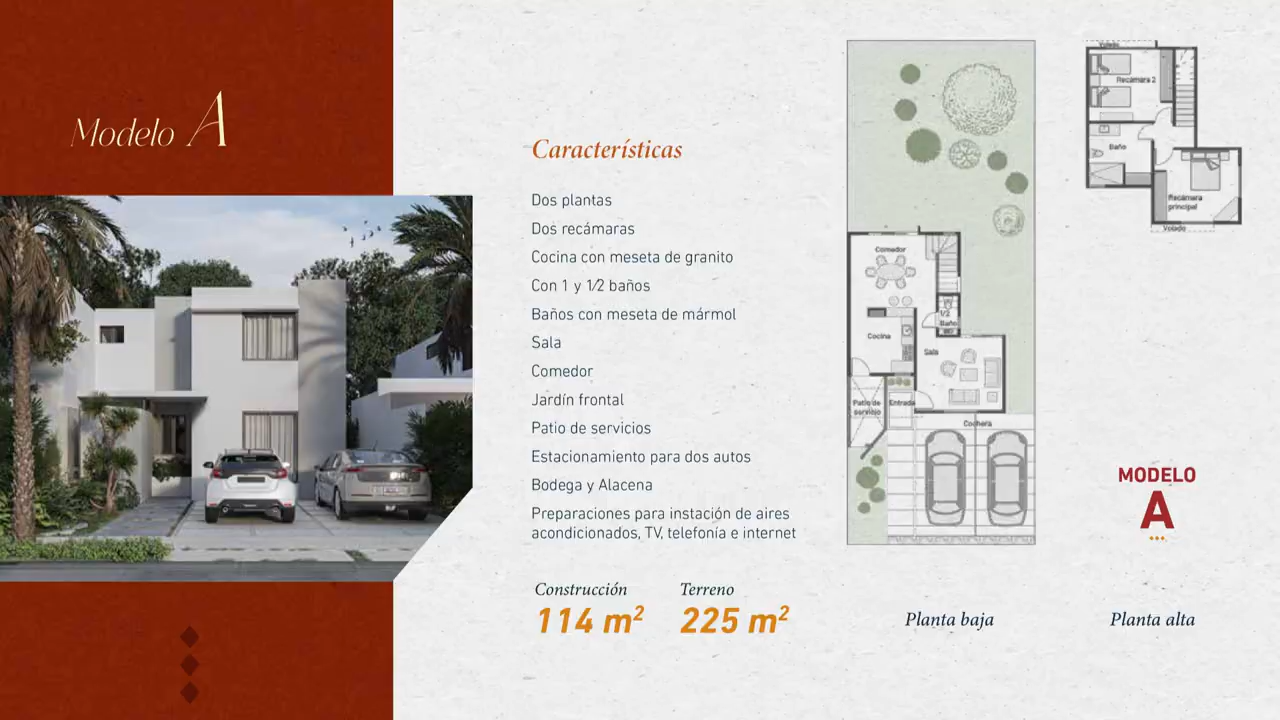 Modelo A
Características
Dos plantas
Dos recámaras
Cocina con meseta de granito
Con 1 y 1/2 baños
Baños con meseta de mármol
Sala
Comedor
Jardín frontal
Patio de servicios
Estacionamiento para dos autos
Bodega y Alacena
Preparaciones para instación de aires
acondicionados, TV, telefonía e internet
Construcción
114 m²
Terreno
225 m²
Comedor
1/2
Baño
Cocina
Sala
Patio de
servicio
Entrada
Cochera
Planta baja
Volado
Recámara 2
Baño
Recámara
principal
Volado
MODELO
A
Planta alta